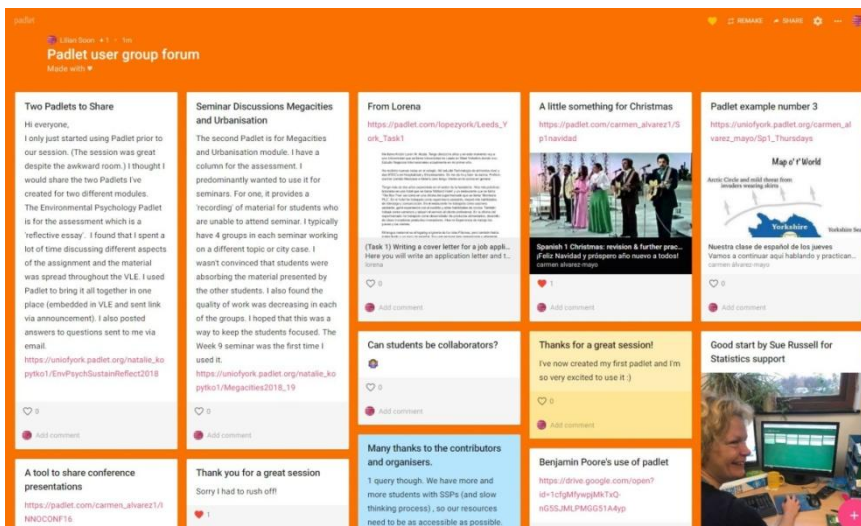 padlet
REMAKE
SHARE
Lilian Soon +1 · 1m
Padlet user group forum
Made with ♥
Two Padlets to Share
Hi everyone,
I only just started using Padlet prior to
our session. (The session was great
despite the awkward room.) I thought I
would share the two Padlets I've
created for two different modules.
The Environmental Psychology Padlet
is for the assessment which is a
'reflective essay'. I found that I spent a
lot of time discussing different aspects
of the assignment and the material
was spread throughout the VLE. I used
Padlet to bring it all together in one
place (embedded in VLE and sent link
via announcement). I also posted
answers to questions sent to me via
email.
https://uniofyork.padlet.org/natalie_ko
pytko1/EnvPsychSustainReflect2018
0
Add comment
A tool to share conference
presentations
https://padlet.com/carmen_alvarez1/I
NNOCONF16
Seminar Discussions Megacities
and Urbanisation
The second Padlet is for Megacities
and Urbanisation module. I have a
column for the assessment. I
predominantly wanted to use it for
seminars. For one, it provides a
'recording' of material for students who
are unable to attend seminar. I typically
have 4 groups in each seminar working
on a different topic or city case. I
wasn't convinced that students were
absorbing the material presented by
the other students. I also found the
quality of work was decreasing in each
of the groups. I hoped that this was a
way to keep the students focused. The
Week 9 seminar was the first time I
used it.
https://uniofyork.padlet.org/natalie_ko
pytko1/Megacities2018_19
0
Add comment
Thank you for a great session
Sorry I had to rush off!
1
From Lorena
https://padlet.com/lopezyork/Leeds_Y
ork_Task1
(Task 1) Writing a cover letter for a job appli...
Here you will write an application letter and t...
lorena
0
Add comment
Can students be collaborators?
0
Add comment
Many thanks to the contributors
and organisers.
1 query though. We have more and
more students with SSPs (and slow
thinking process) , so our resources
need to be as accessible as possible.
A little something for Christmas
https://padlet.com/carmen_alvarez1/S
p1navidad
Spanish 1 Christmas: revision & further prac...
¡Feliz Navidad y próspero año nuevo a todos!
carmen alvarez-mayo
1
Add comment
Thanks for a great session!
I've now created my first padlet and I'm
so very excited to use it :)
0
Add comment
Benjamin Poore's use of padlet
https://drive.google.com/open?
id=1cfgMfywpjMkTxQ-
nG5SJMLPMGG51A4yp
Padlet example number 3
https://uniofyork.padlet.org/carmen_al
varez_mayo/Sp1_Thursdays
Map o' t' World
Arctic Circle and mild threat from
invaders wearing skirts
Yorkshire
Nuestra clase de español de los jueves
Vamos a continuar aquí hablando y practican...
carmen alvarez-mayo
0
Add comment
Good start by Sue Russell for
Statistics support